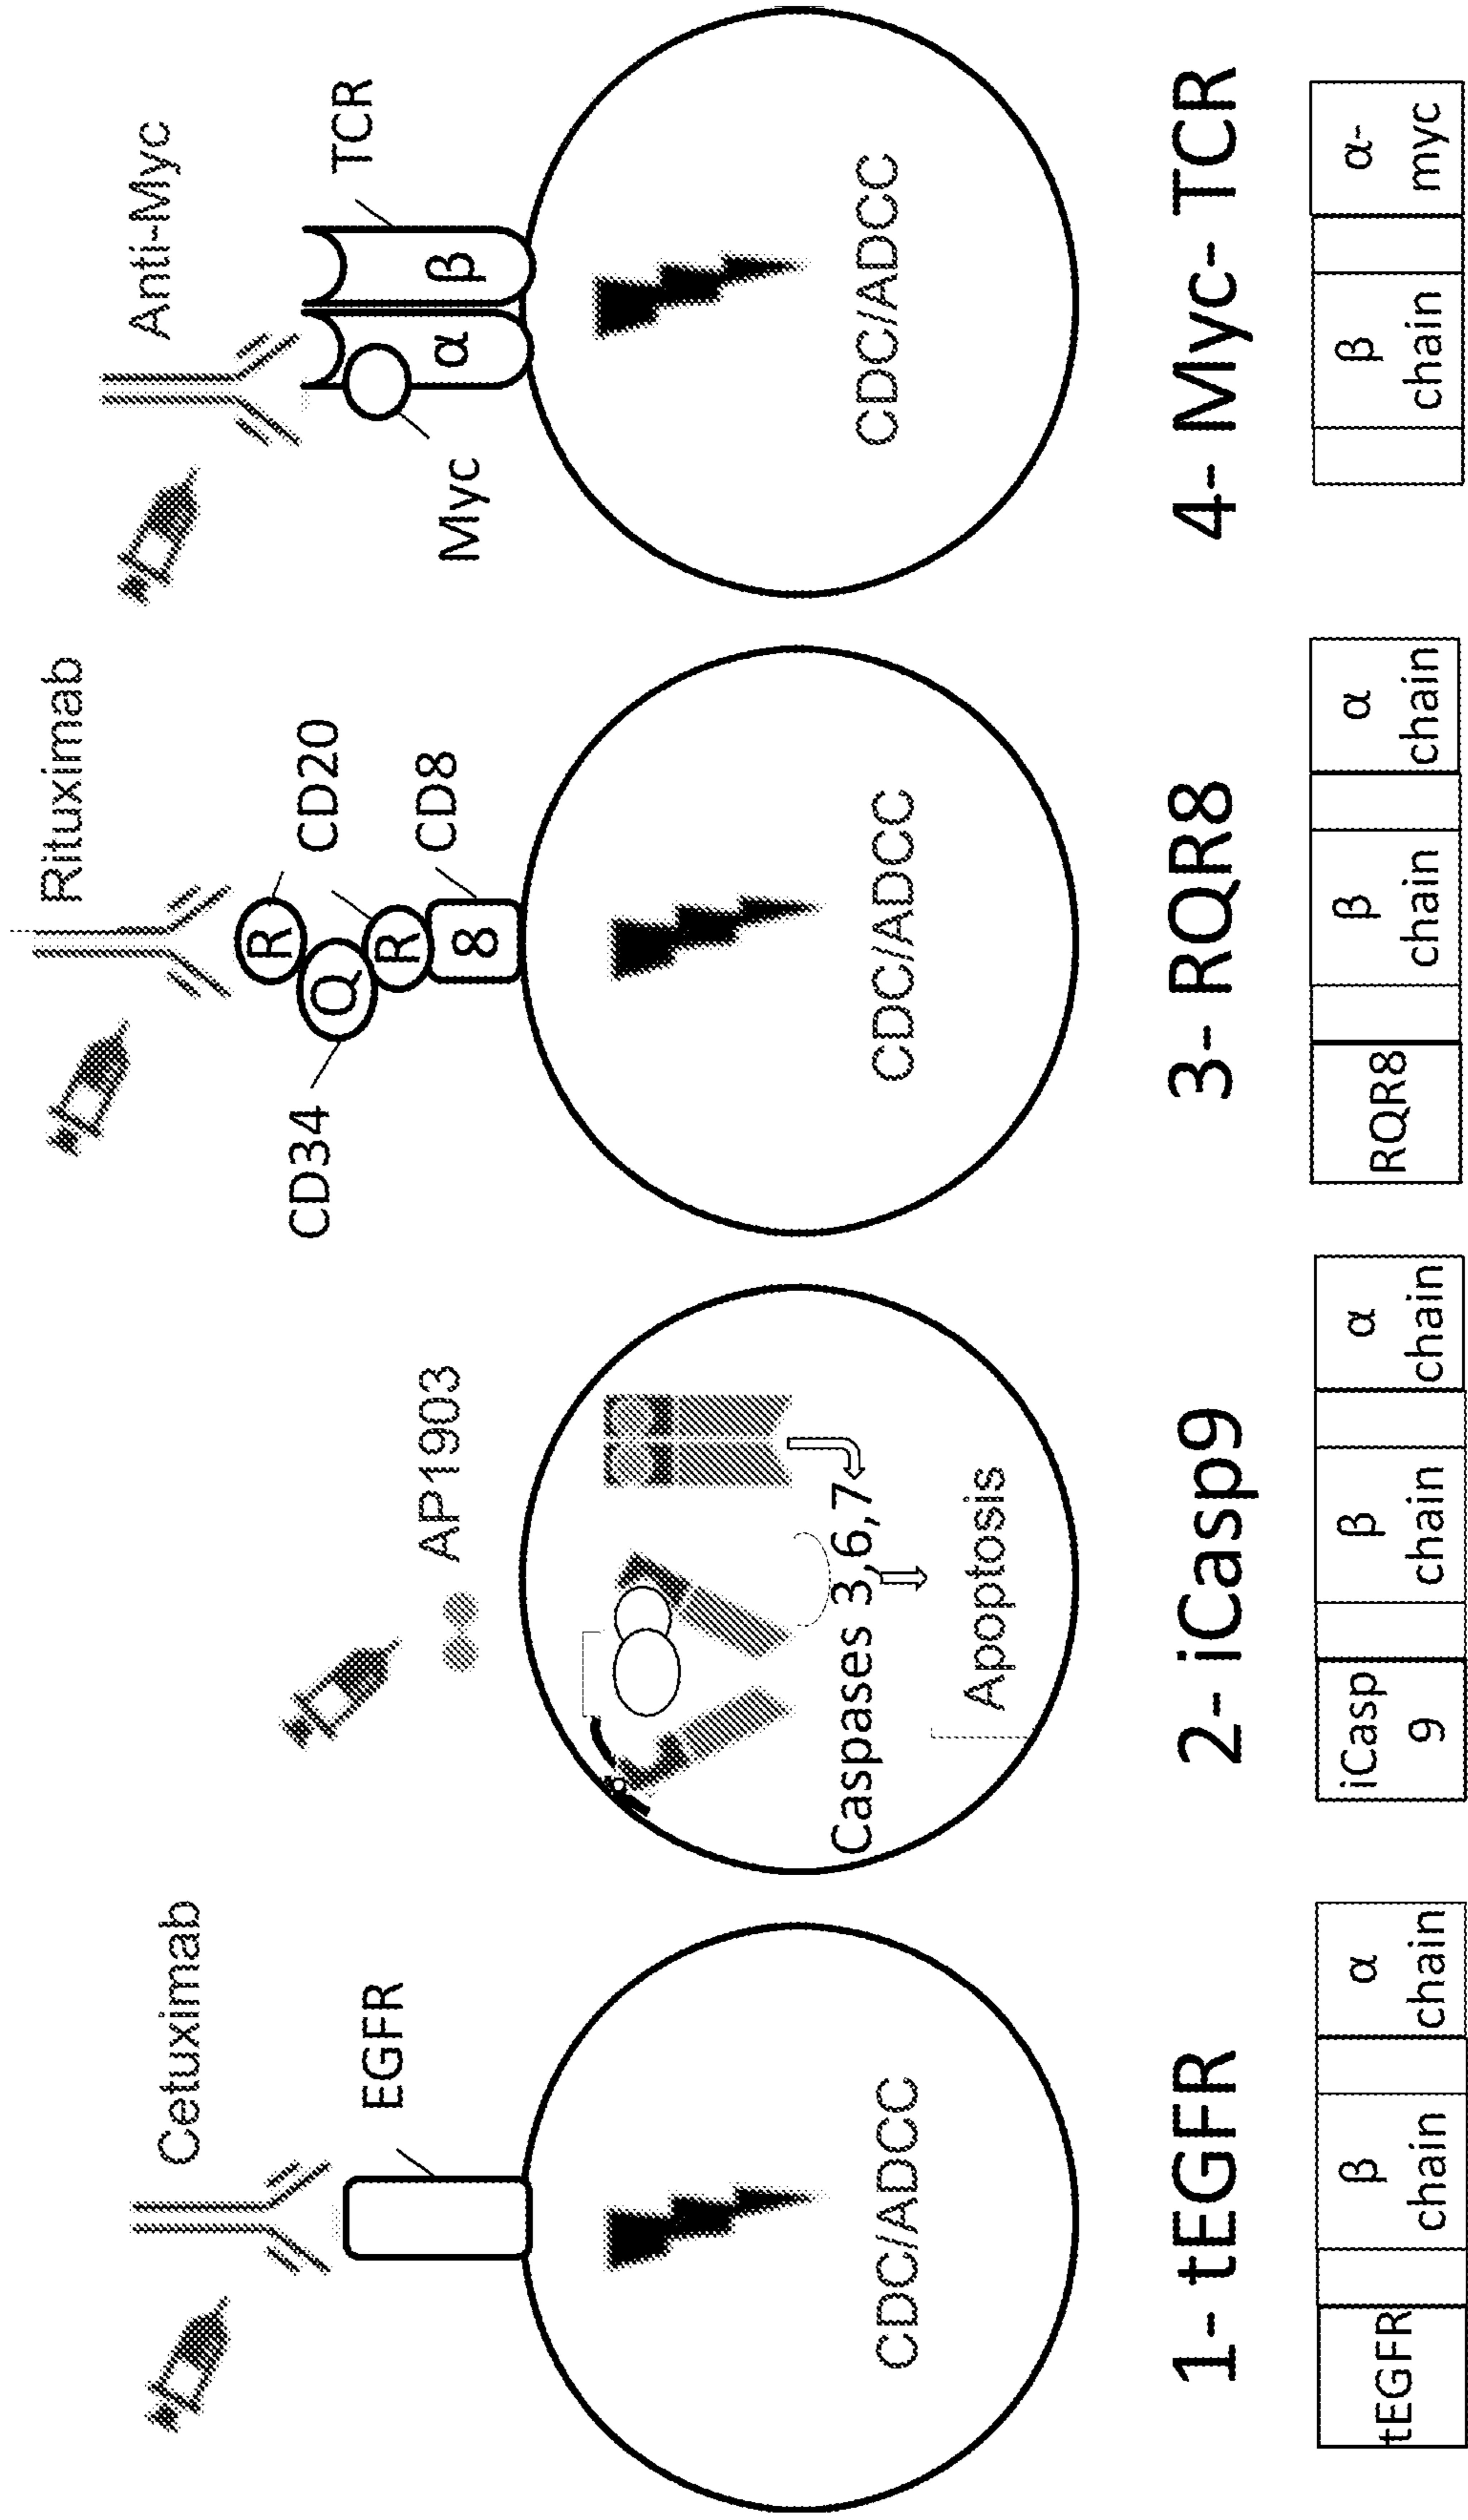 Cetuximab
EGFR
CDC/ADCC
1- tEGFR
tEGFR
β
chain
α
chain
AP1903
Caspases 3,6,7
Apoptosis
2- iCasp9
iCasp
9
β
chain
α
chain
Rituximab
CD34
CD20
CD8
R
Q
R
8
CDC/ADCC
3- RQR8
RQR8
β
chain
α
chain
Anti-Myc
Myc
TCR
α
β
CDC/ADCC
4- Myc- TCR
β
chain
α-
myc